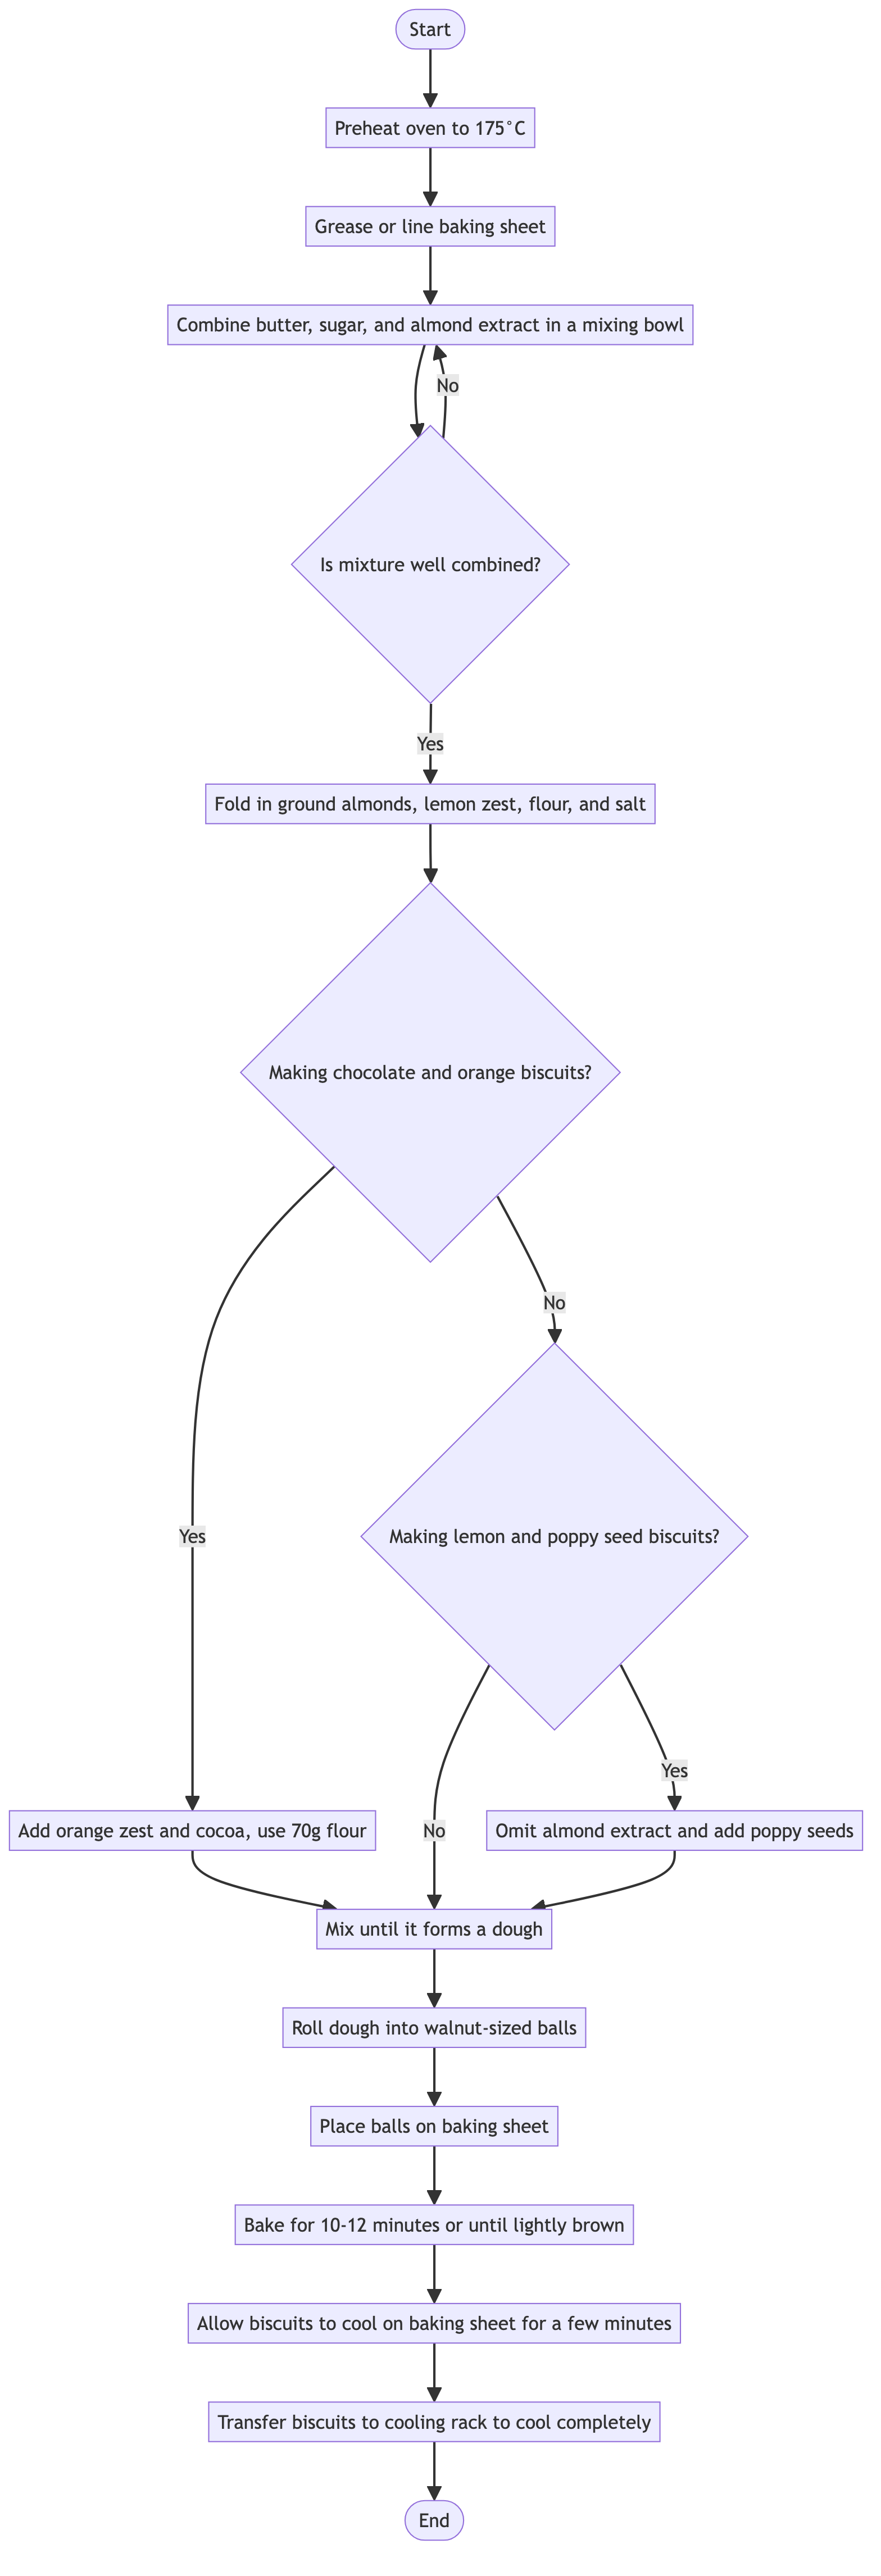 Start
Preheat oven to 175°C
Grease or line baking sheet
Combine butter, sugar, and almond extract in a mixing bowl
No
Is mixture well combined?
Yes
Fold in ground almonds, lemon zest, flour, and salt
Making chocolate and orange biscuits?
No
Yes
Making lemon and poppy seed biscuits?
Yes
No
Add orange zest and cocoa, use 70g flour
Omit almond extract and add poppy seeds
Mix until it forms a dough
Roll dough into walnut-sized balls
Place balls on baking sheet
Bake for 10-12 minutes or until lightly brown
Allow biscuits to cool on baking sheet for a few minutes
Transfer biscuits to cooling rack to cool completely
End